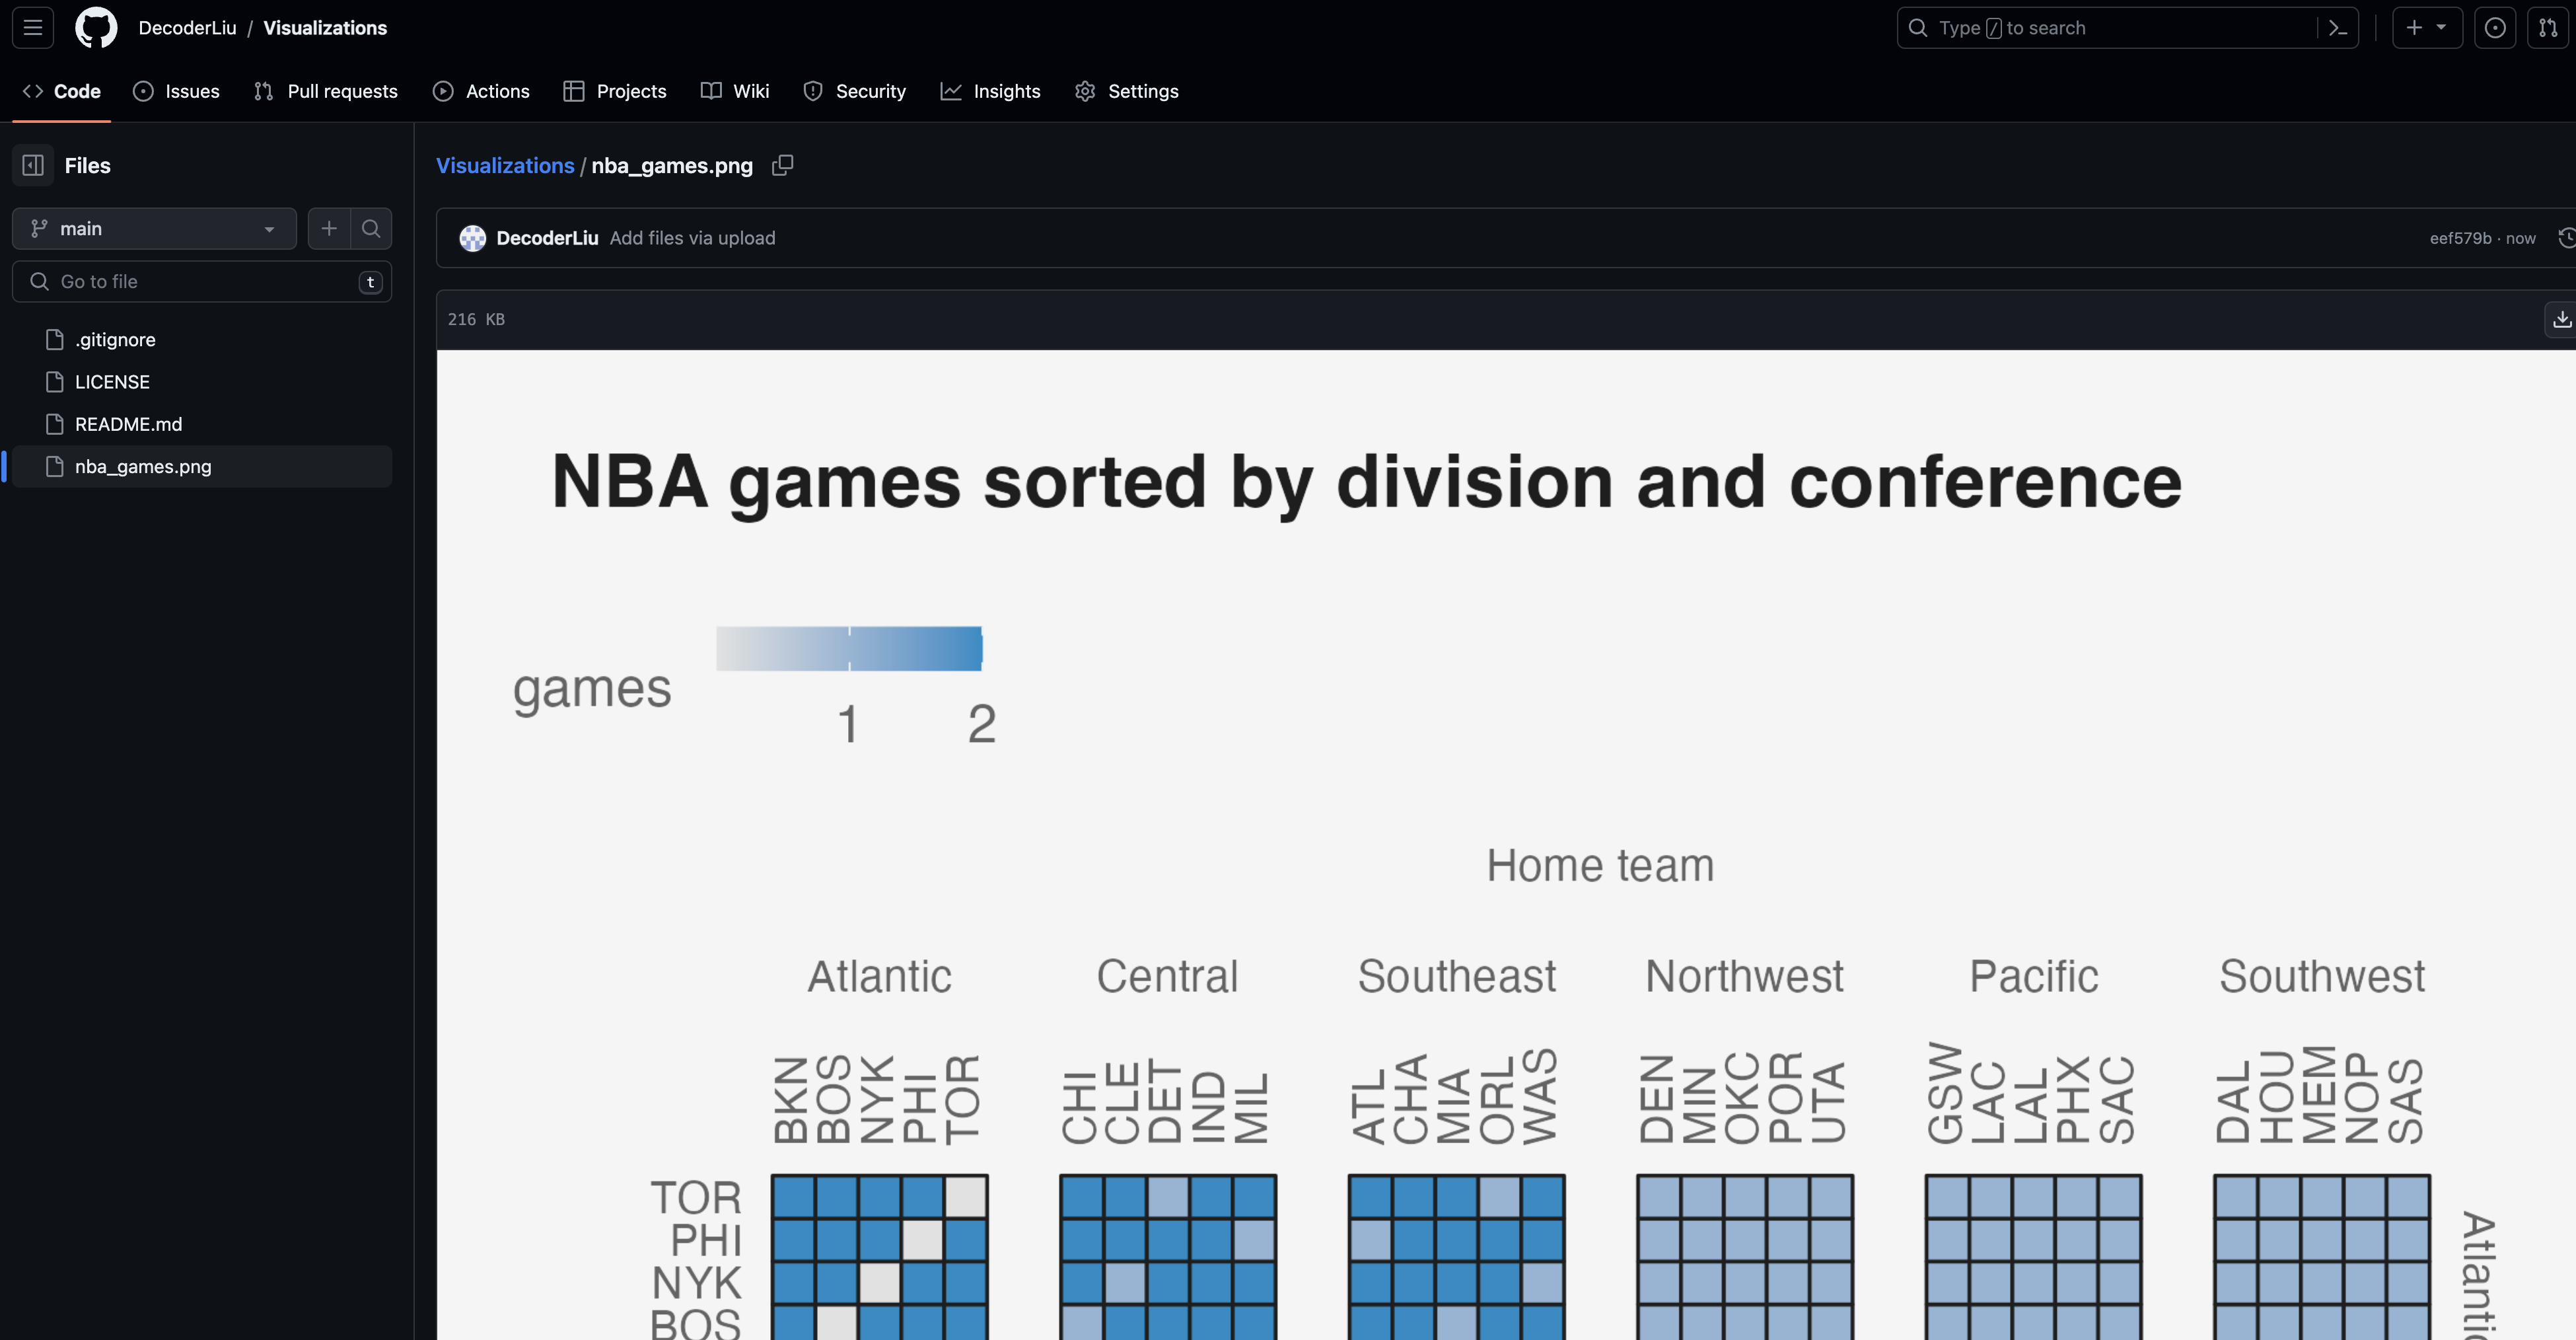 DecoderLiu / Visualizations
Type / to search
Code Issues Pull requests Actions Projects Wiki Security Insights Settings
Files
main
Go to file t
.gitignore
LICENSE
README.md
nba_games.png
Visualizations / nba_games.png
DecoderLiu Add files via upload
eef579b · now
216 KB
NBA games sorted by division and conference
games
1 2
Home team
Atlantic Central Southeast Northwest Pacific Southwest
BKN BOS NYK PHI TOR CHI CLE DET IND MIL ATL CHA MIA ORL WAS DEN MIN OKC POR UTA GSW LAC LAL PHX SAC DAL HOU MEM NOP SAS
TOR
PHI
NYK
BOS
Atlantic